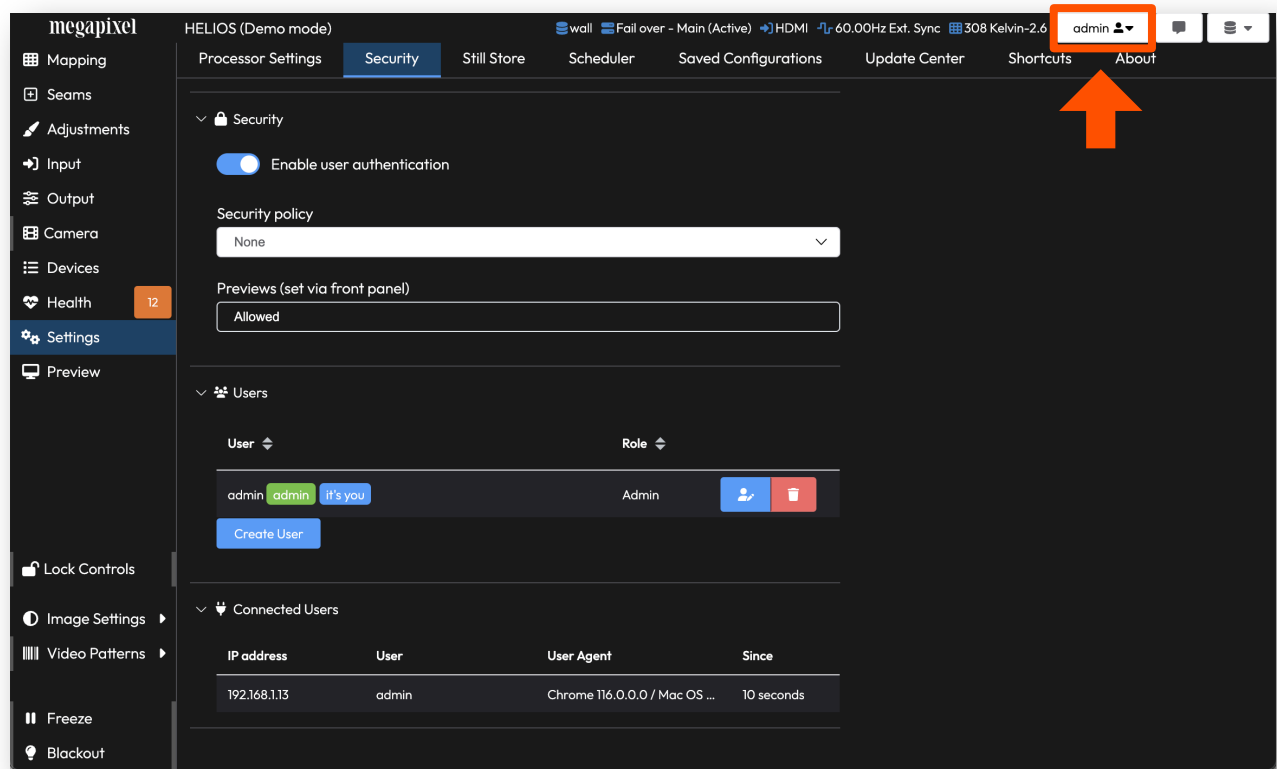 megapixel
HELIOS (Demo mode)
wall Fail over - Main (Active) HDMI 60.00Hz Ext. Sync 308 Kelvin-2.6
admin
Mapping
Seams
Adjustments
Input
Output
Camera
Devices
Health 12
Settings
Preview
Lock Controls
Image Settings
Video Patterns
Freeze
Blackout
Processor Settings Security Still Store Scheduler Saved Configurations Update Center Shortcuts About
Security
Enable user authentication
Security policy
None
Previews (set via front panel)
Allowed
Users
User Role
admin admin it's you Admin
Create User
Connected Users
IP address User User Agent Since
192.168.1.13 admin Chrome 116.0.0.0 / Mac OS ... 10 seconds